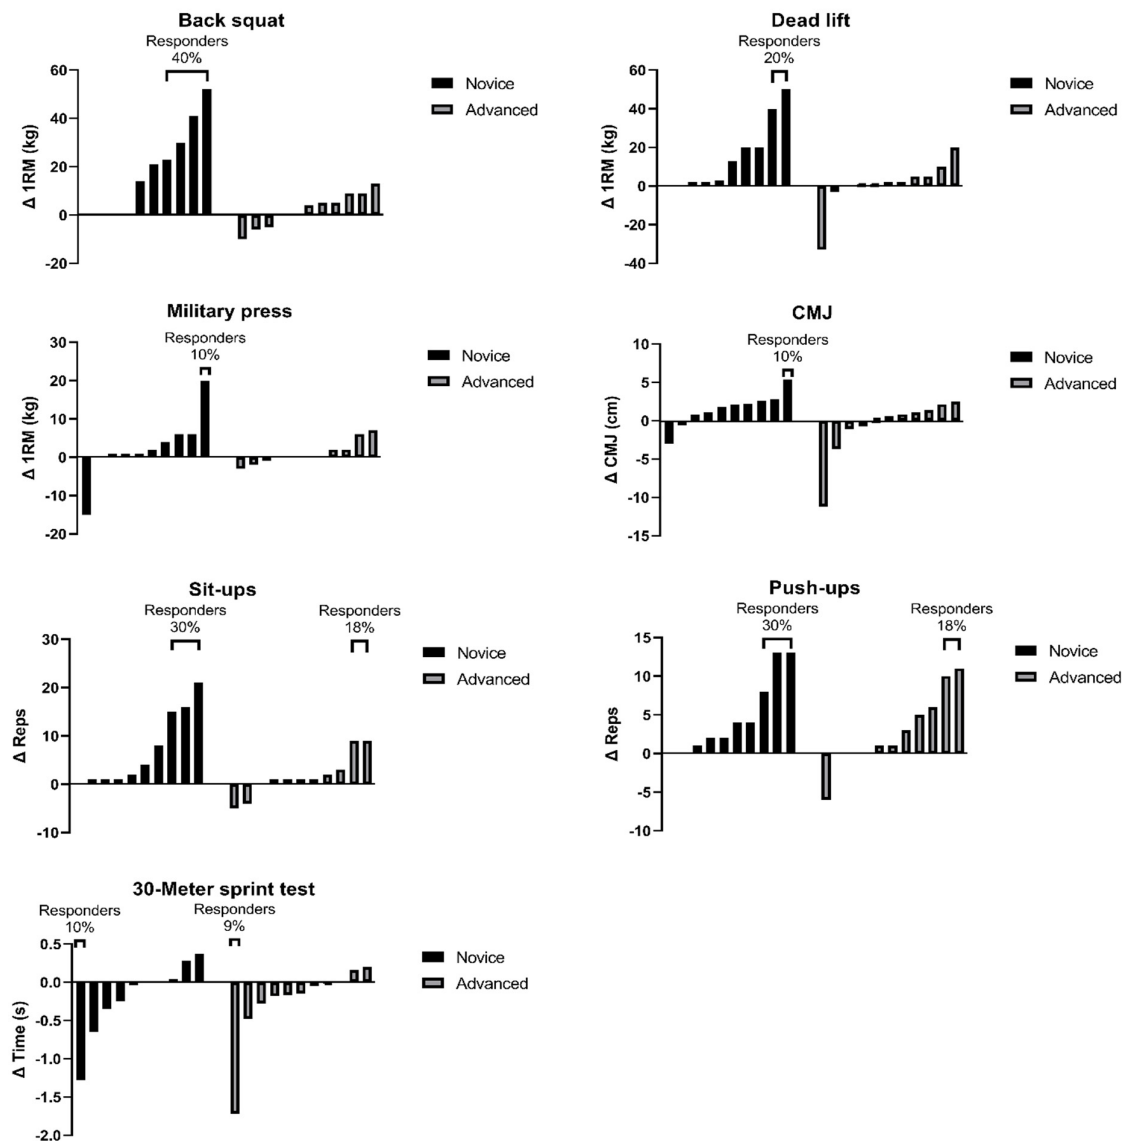 Back squat
Responders
40%
60
40
20
0
-20
Δ 1RM (kg)
Novice
Advanced
Dead lift
Responders
20%
60
40
20
0
-20
-40
Δ 1RM (kg)
Novice
Advanced
Military press
Responders
10%
30
20
10
0
-10
-20
Δ 1RM (kg)
Novice
Advanced
CMJ
Responders
10%
10
5
0
-5
-10
-15
Δ CMJ (cm)
Novice
Advanced
Sit-ups
Responders
30%
Responders
18%
30
20
10
0
-10
Δ Reps
Novice
Advanced
Push-ups
Responders
30%
Responders
18%
15
10
5
0
-5
-10
Δ Reps
Novice
Advanced
30-Meter sprint test
Responders
10%
Responders
9%
0.5
0.0
-0.5
-1.0
-1.5
-2.0
Δ Time (s)
Novice
Advanced